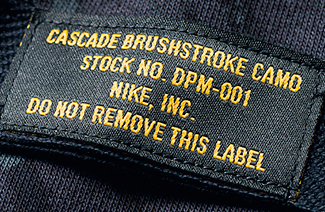 CASCADE BRUSHSTROKE CAMO
STOCK NO. DPM-001
NIKE, INC.
DO NOT REMOVE THIS LABEL